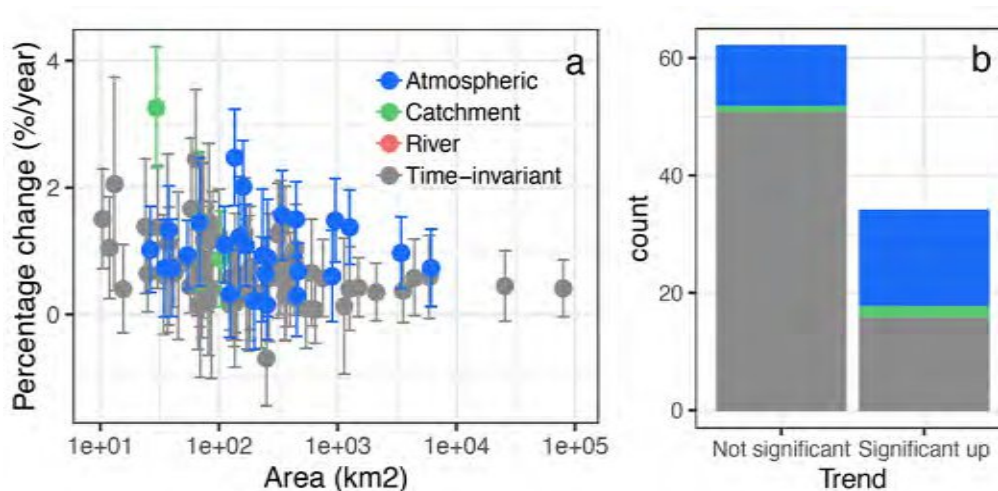 Percentage change (%/year)
4
2
0
a
Atmospheric
Catchment
River
Time-invariant
1e+01 1e+02 1e+03 1e+04 1e+05
Area (km2)
count
60
40
20
0
b
Not significant Significant up
Trend